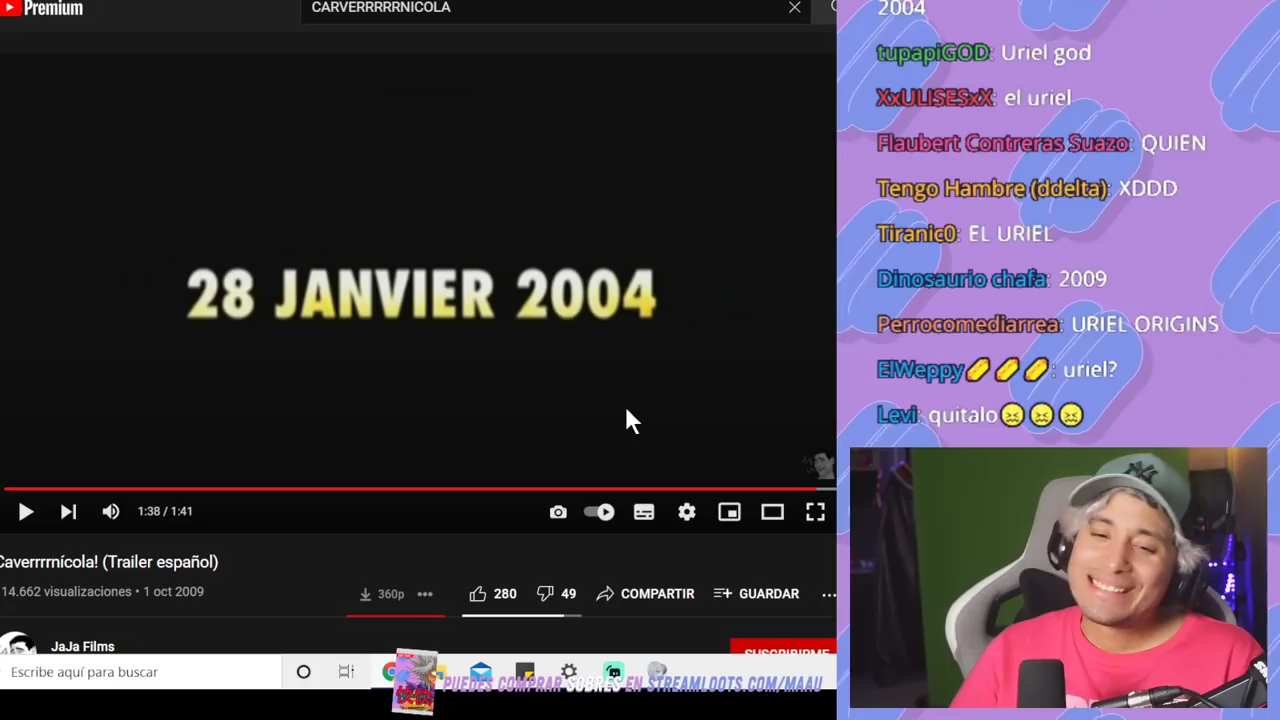 Premium
CARVERRRRRNICOLA
28 JANVIER 2004
1:38 / 1:41
Caverrrrnícola! (Trailer español)
14.662 visualizaciones • 1 oct 2009
360p
280
49
COMPARTIR
GUARDAR
JaJa Films
SUSCRIBIRME
Escribe aquí para buscar
PUEDES COMPRAR SOBRES EN STREAMLOOTS.COM/MAAU
2004
tupapiGOD: Uriel god
XxULISESxX: el uriel
Flaubert Contreras Suazo: QUIEN
Tengo Hambre (ddelta): XDDD
Tiranic0: EL URIEL
Dinosaurio chafa: 2009
Perrocomediarrea: URIEL ORIGINS
ElWeppy🥖🥖🥖: uriel?
Levi: quitalo😖😖😖